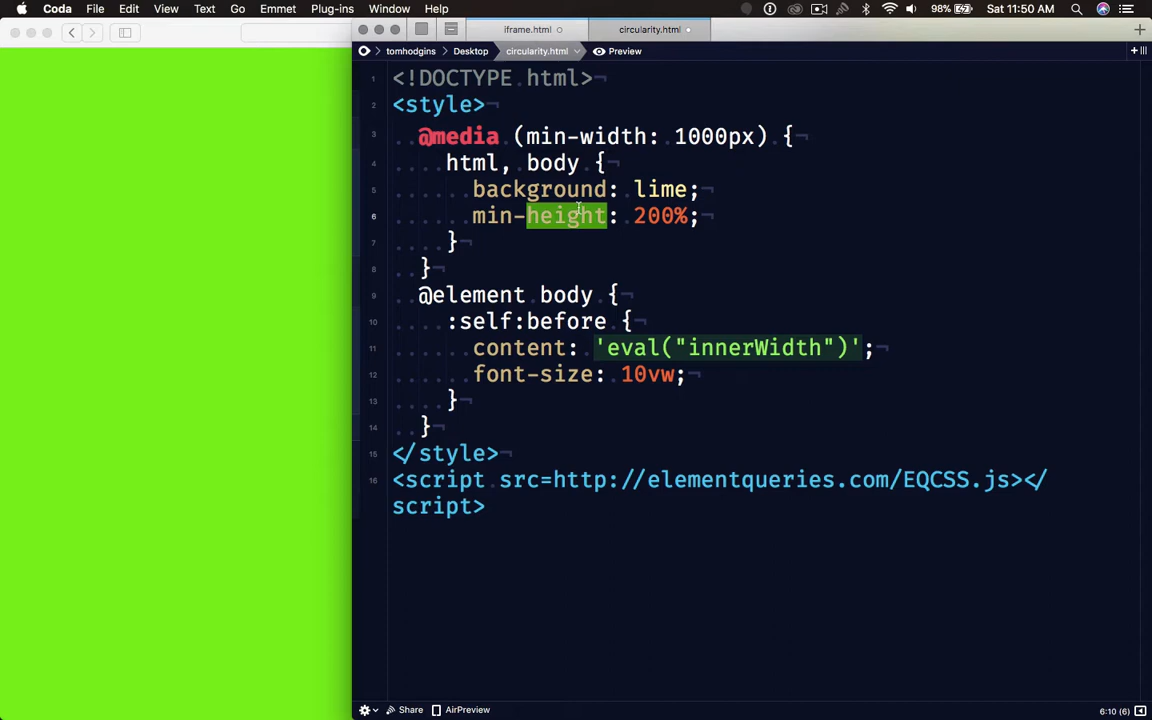 Coda File Edit View Text Go Emmet Plug-ins Window Help 98% Sat 11:50 AM
iframe.html circularity.html
tomhodgins Desktop circularity.html Preview
1 <!DOCTYPE html>
2 <style>
3 @media (min-width: 1000px) {
4 html, body {
5 background: lime;
6 min-height: 200%;
7 }
8 }
9 @element body {
10 :self:before {
11 content: 'eval("innerWidth")';
12 font-size: 10vw;
13 }
14 }
15 </style>
16 <script src=http://elementqueries.com/EQCSS.js></
script>
Share AirPreview 6:10 (6)